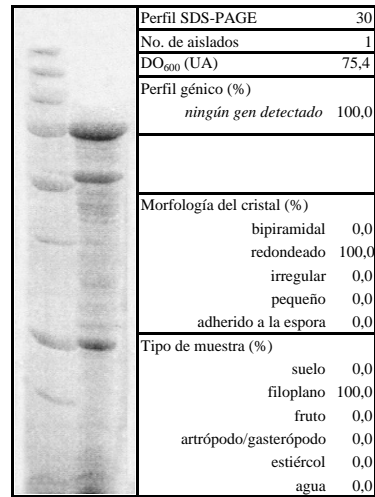 Perfil SDS-PAGE 30
No. de aislados 1
DO600 (UA) 75,4
Perfil génico (%)
ningún gen detectado 100,0
Morfología del cristal (%)
bipiramidal 0,0
redondeado 100,0
irregular 0,0
pequeño 0,0
adherido a la espora 0,0
Tipo de muestra (%)
suelo 0,0
filoplano 100,0
fruto 0,0
artrópodo/gasterópodo 0,0
estiércol 0,0
agua 0,0